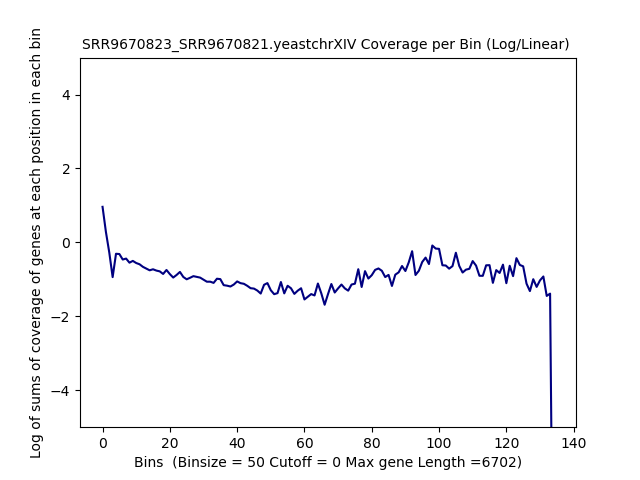 SRR9670823_SRR9670821.yeastchrXIV Coverage per Bin (Log/Linear)
Log of sums of coverage of genes at each position in each bin
4
2
0
−2
−4
0 20 40 60 80 100 120 140
Bins  (Binsize = 50 Cutoff = 0 Max gene Length =6702)